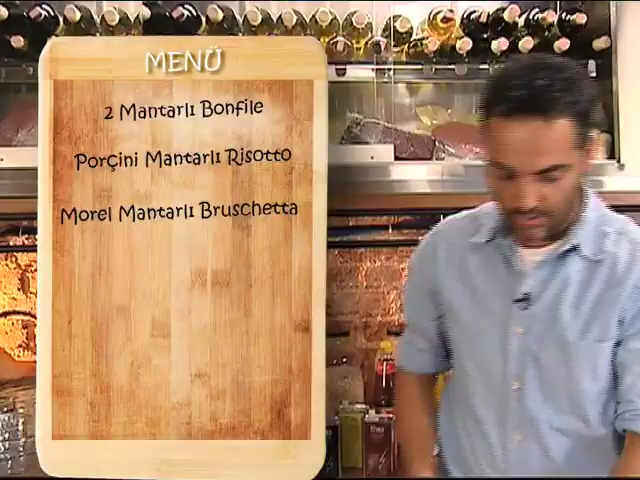 MENÜ
2 Mantarlı Bonfile
Porçini Mantarlı Risotto
Morel Mantarlı Bruschetta